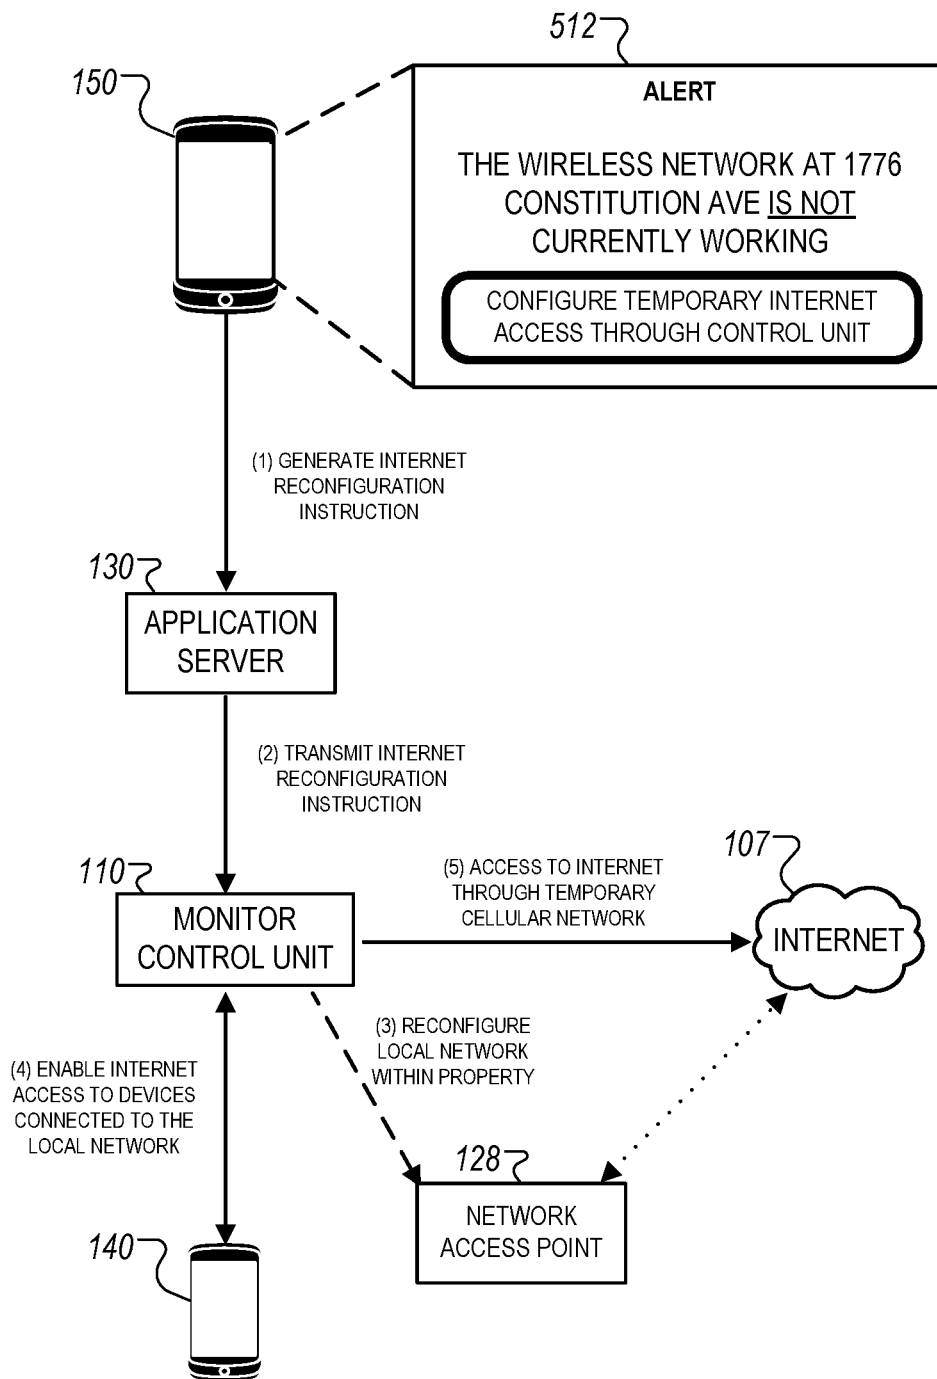 512
150
ALERT
THE WIRELESS NETWORK AT 1776
CONSTITUTION AVE IS NOT
CURRENTLY WORKING
CONFIGURE TEMPORARY INTERNET
ACCESS THROUGH CONTROL UNIT
(1) GENERATE INTERNET
RECONFIGURATION
INSTRUCTION
130
APPLICATION
SERVER
(2) TRANSMIT INTERNET
RECONFIGURATION
INSTRUCTION
110
MONITOR
CONTROL UNIT
(5) ACCESS TO INTERNET
THROUGH TEMPORARY
CELLULAR NETWORK
107
INTERNET
(3) RECONFIGURE
LOCAL NETWORK
WITHIN PROPERTY
(4) ENABLE INTERNET
ACCESS TO DEVICES
CONNECTED TO THE
LOCAL NETWORK
128
NETWORK
ACCESS POINT
140